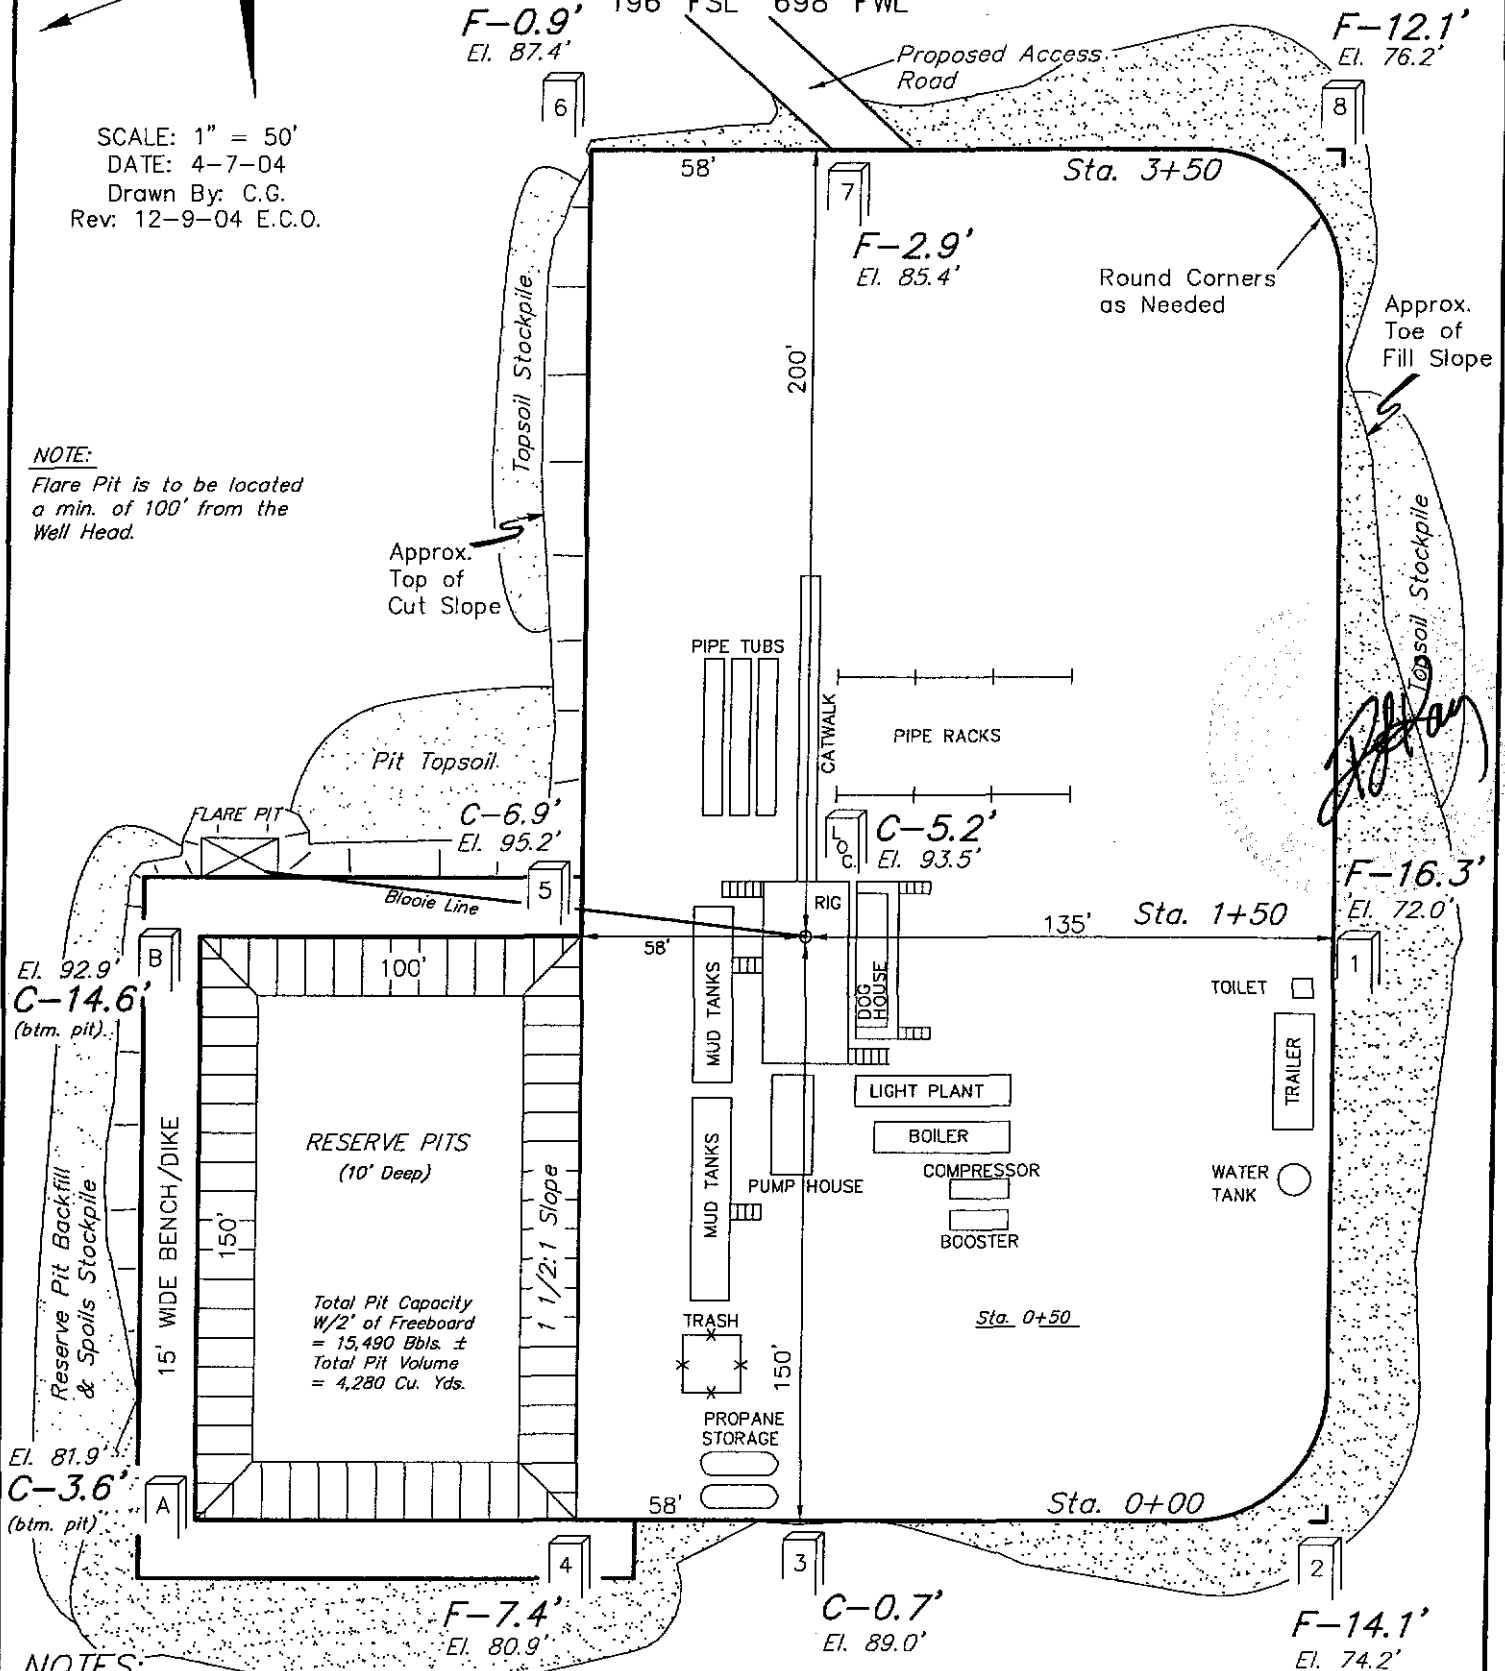 196' FSL 698' FWL
F-0.9'
El. 87.4'
F-12.1'
El. 76.2'
Proposed Access
Road
6
8
SCALE: 1" = 50'
DATE: 4-7-04
Drawn By: C.G.
Rev: 12-9-04 E.C.O.
58'
Sta. 3+50
7
F-2.9'
El. 85.4'
Round Corners
as Needed
Approx.
Toe of
Fill Slope
Topsoil Stockpile
200'
NOTE:
Flare Pit is to be located
a min. of 100' from the
Well Head.
Approx.
Top of
Cut Slope
Topsoil Stockpile
PIPE TUBS
CATWALK
PIPE RACKS
Pit Topsoil
FLARE PIT
C-6.9'
El. 95.2'
LOC.
C-5.2'
El. 93.5'
F-16.3'
El. 72.0'
5
Blooie Line
RIG
58'
135'
Sta. 1+50
1
B
El. 92.9'
C-14.6'
(btm. pit)
100'
MUD TANKS
DOG
HOUSE
TOILET
TRAILER
LIGHT PLANT
BOILER
COMPRESSOR
BOOSTER
PUMP HOUSE
WATER
TANK
RESERVE PITS
(10' Deep)
MUD TANKS
Reserve Pit Backfill
& Spoils Stockpile
15' WIDE BENCH/DIKE
150'
1 1/2:1 Slope
Total Pit Capacity
W/2' of Freeboard
= 15,490 Bbls. ±
Total Pit Volume
= 4,280 Cu. Yds.
TRASH
Sta. 0+50
150'
PROPANE
STORAGE
El. 81.9'
C-3.6'
(btm. pit)
A
58'
Sta. 0+00
4
3
2
F-7.4'
El. 80.9'
C-0.7'
El. 89.0'
F-14.1'
El. 74.2'
NOTES: